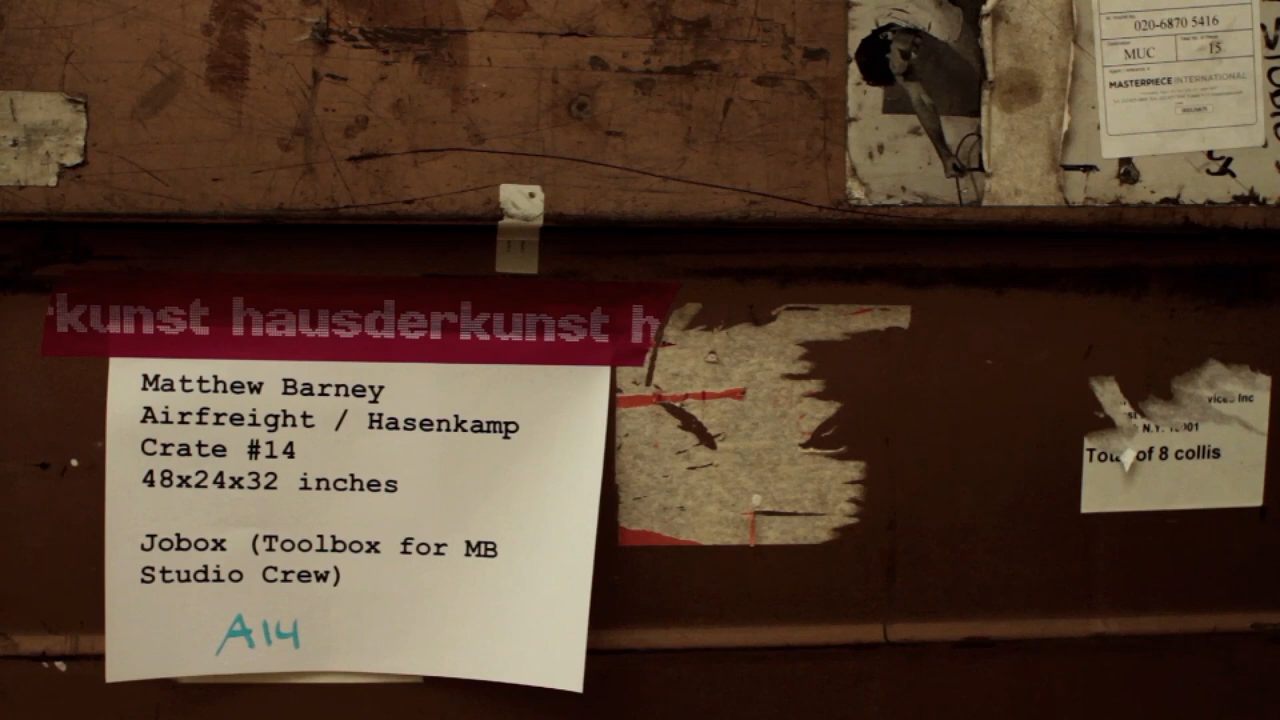 020-6870 5416
MUC 15
MASTERPIECE INTERNATIONAL
kunst hausderkunst h
Matthew Barney
Airfreight / Hasenkamp
Crate #14
48x24x32 inches
Jobox (Toolbox for MB
Studio Crew)
A14
Inc
N.Y.
of 8 collis